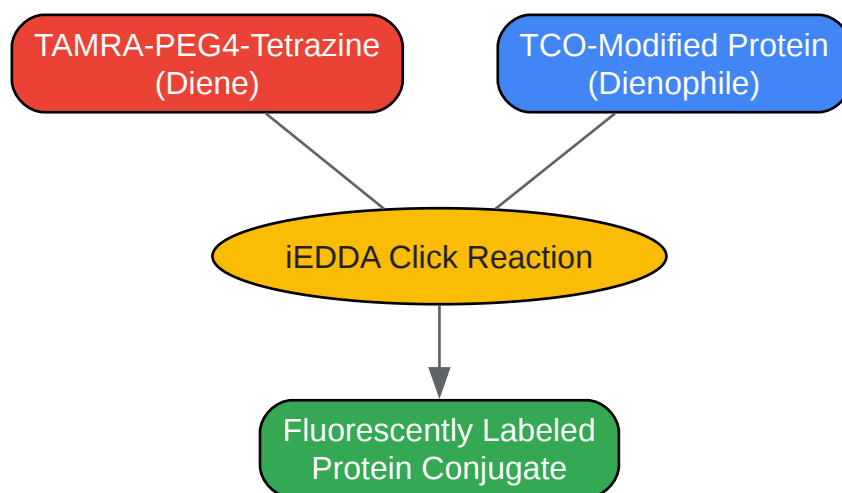 TAMRA-PEG4-Tetrazine
(Diene)
TCO-Modified Protein
(Dienophile)
iEDDA Click Reaction
Fluorescently Labeled
Protein Conjugate